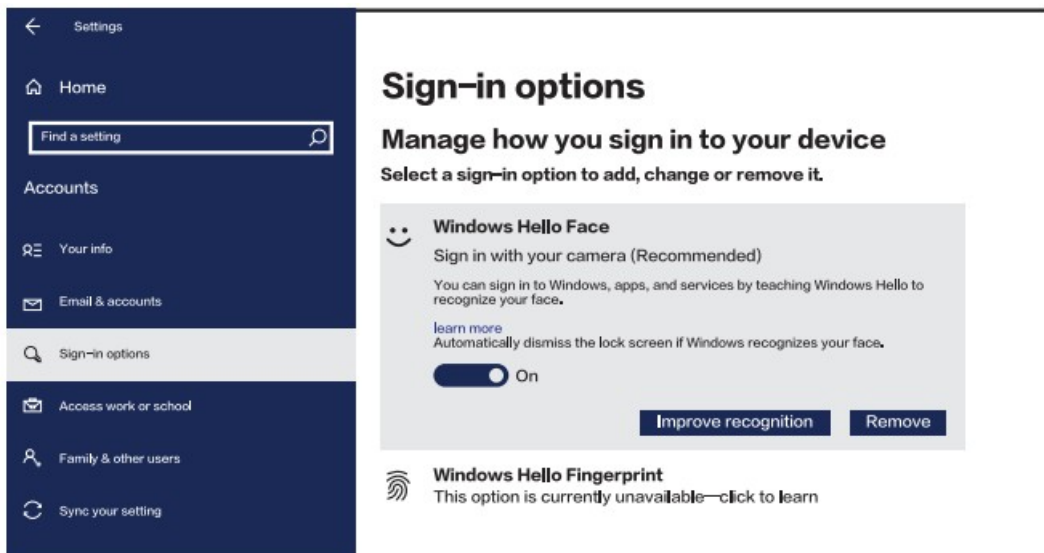 Settings
Home
Find a setting
Accounts
Your info
Email & accounts
Sign-in options
Access work or school
Family & other users
Sync your setting
Sign-in options
Manage how you sign in to your device
Select a sign-in option to add, change or remove it.
Windows Hello Face
Sign in with your camera (Recommended)
You can sign in to Windows, apps, and services by teaching Windows Hello to
recognize your face.
learn more
Automatically dismiss the lock screen if Windows recognizes your face.
On
Improve recognition Remove
Windows Hello Fingerprint
This option is currently unavailable—click to learn